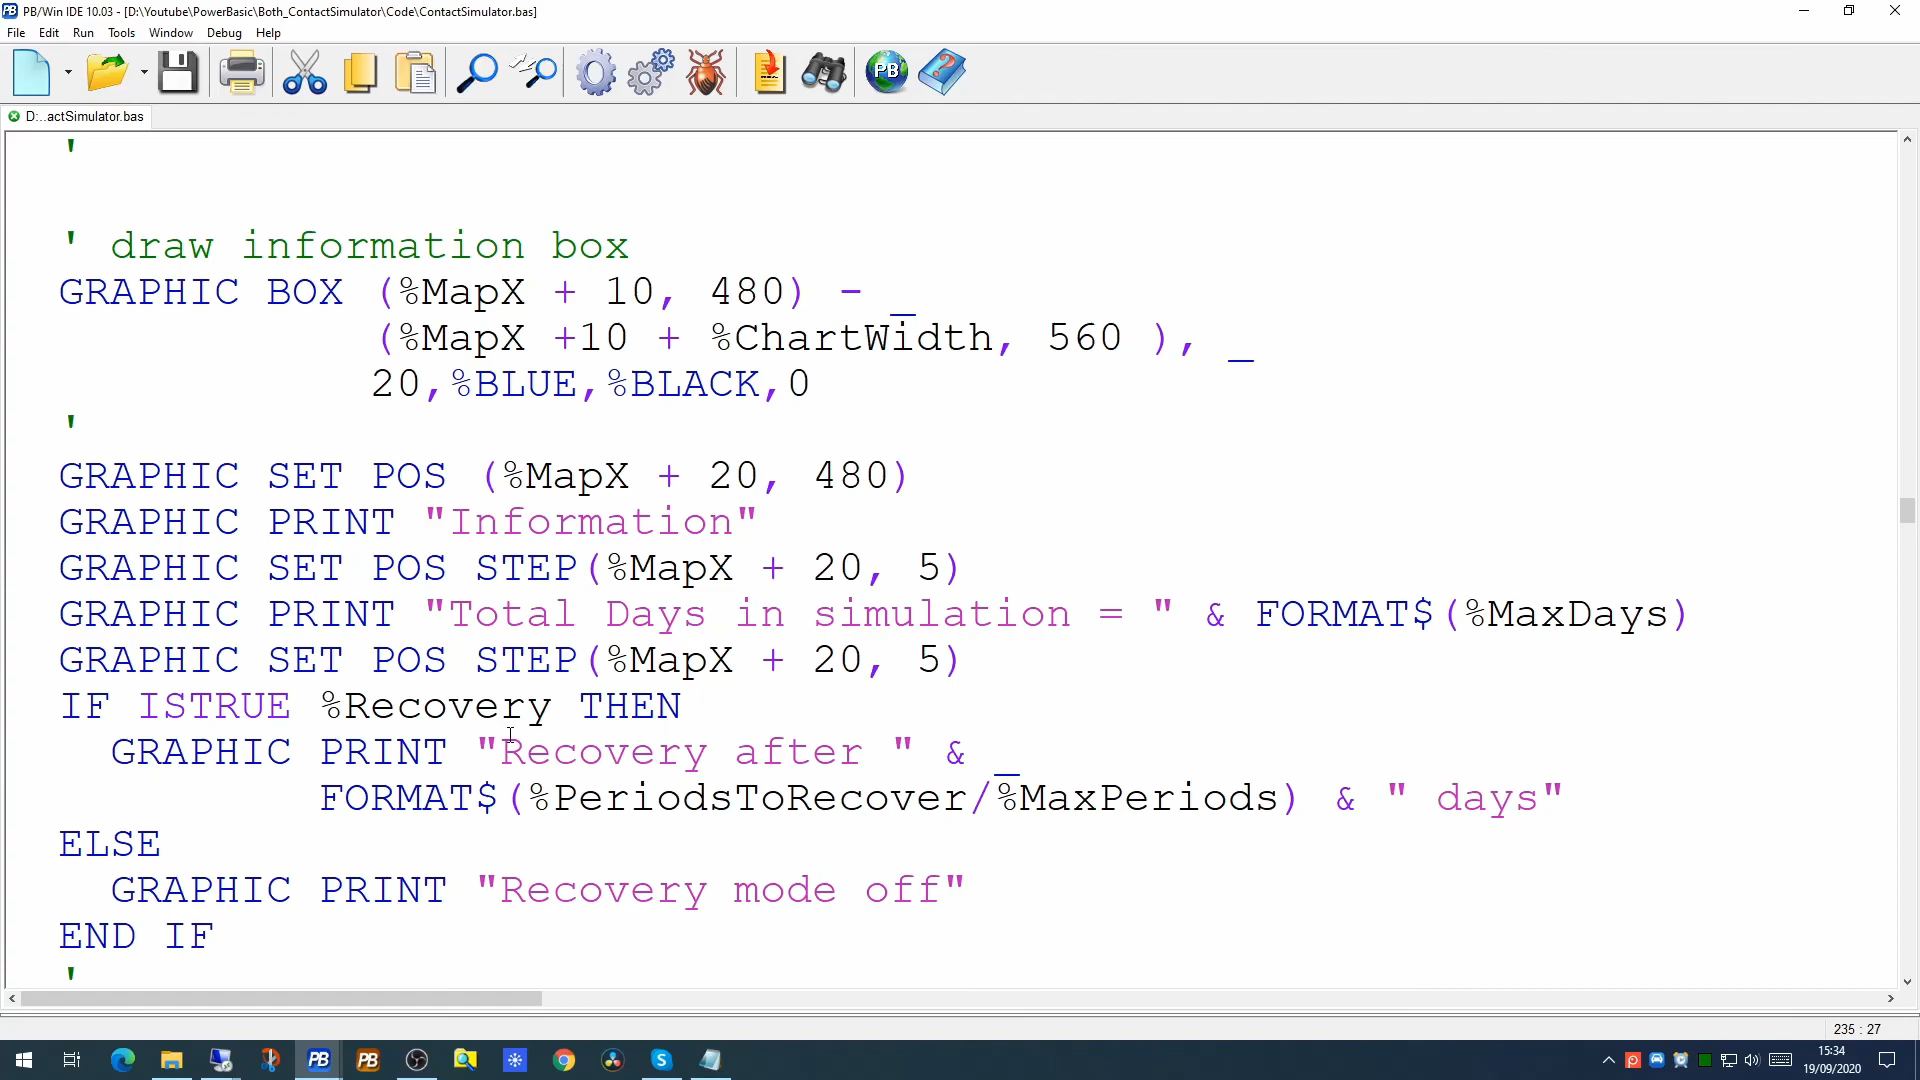 PB/Win IDE 10.03 - [D:\Youtube\PowerBasic\Both_ContactSimulator\Code\ContactSimulator.bas]
File Edit Run Tools Window Debug Help
PB
D:..actSimulator.bas
'
' draw information box
GRAPHIC BOX (%MapX + 10, 480) - _
(%MapX +10 + %ChartWidth, 560 ), _
20,%BLUE,%BLACK,0
'
GRAPHIC SET POS (%MapX + 20, 480)
GRAPHIC PRINT "Information"
GRAPHIC SET POS STEP(%MapX + 20, 5)
GRAPHIC PRINT "Total Days in simulation = " & FORMAT$(%MaxDays)
GRAPHIC SET POS STEP(%MapX + 20, 5)
IF ISTRUE %Recovery THEN
GRAPHIC PRINT "Recovery after " & _
FORMAT$(%PeriodsToRecover/%MaxPeriods) & " days"
ELSE
GRAPHIC PRINT "Recovery mode off"
END IF
'
235 : 27
PB PB
15:34
19/09/2020